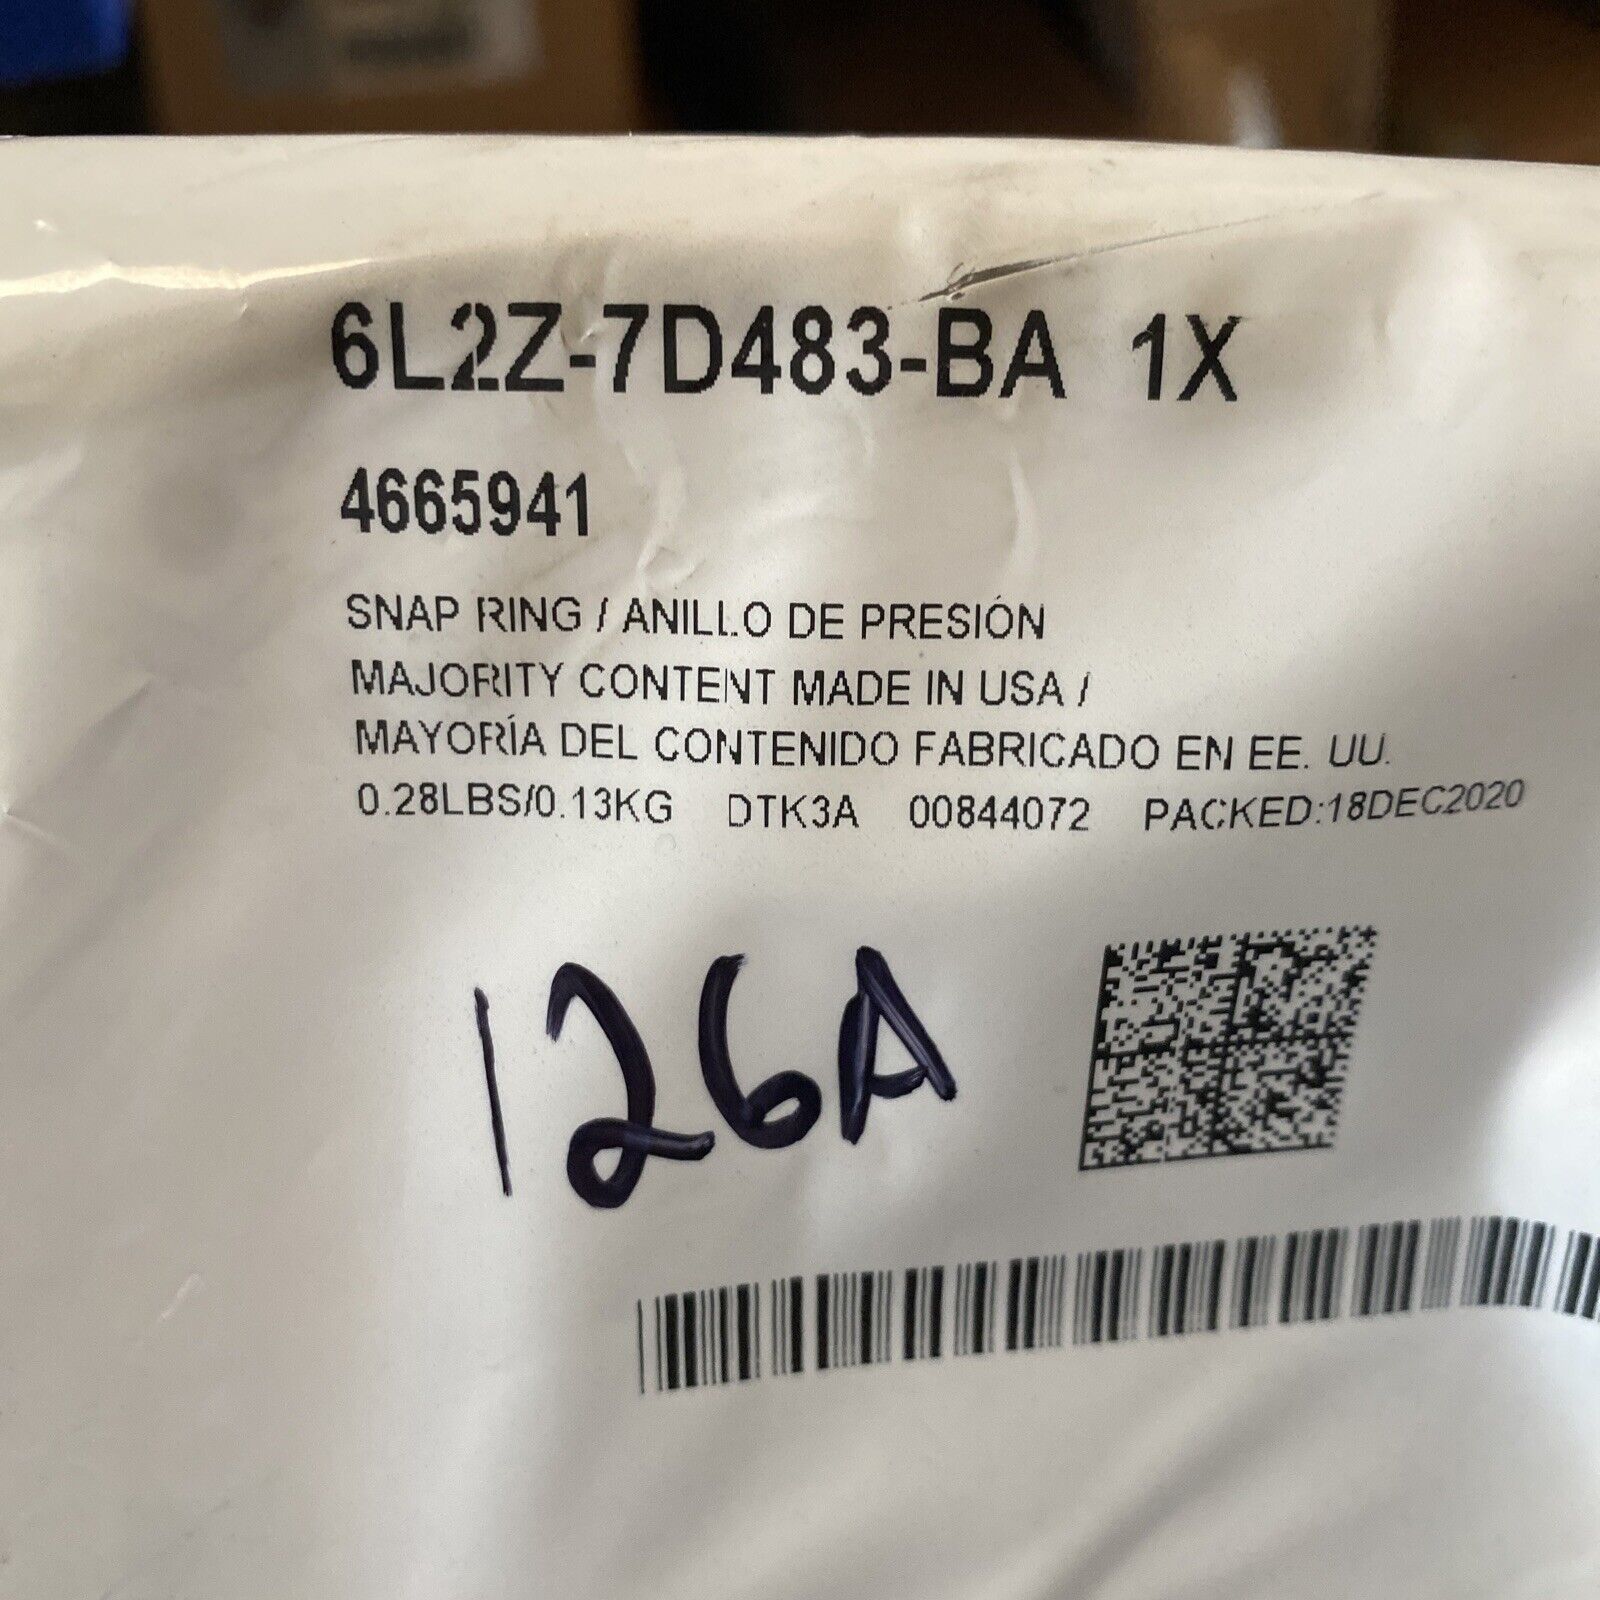 6L2Z-7D483-BA 1X
4665941
SNAP RING / ANILLO DE PRESIÓN
MAJORITY CONTENT MADE IN USA /
MAYORÍA DEL CONTENIDO FABRICADO EN EE. UU.
0.28LBS/0.13KG DTK3A 00844072 PACKED:18DEC2020
126A